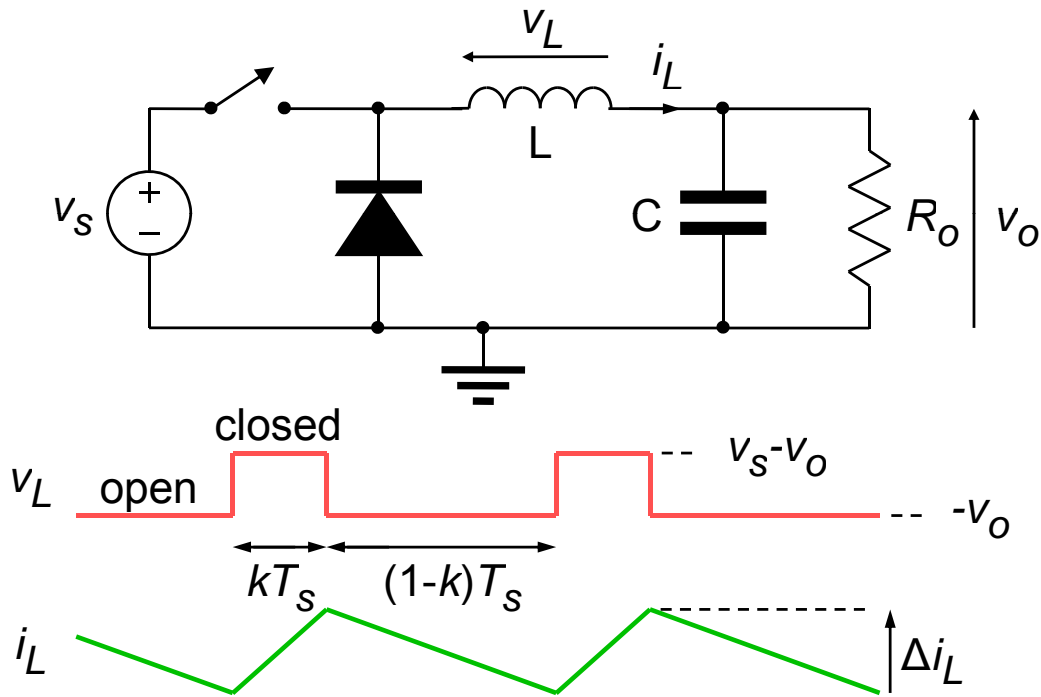 v_L
i_L
L
+
−
v_s
C
R_o
v_o
closed
v_L
open
v_s-v_o
-v_o
kT_s
(1-k)T_s
i_L
Δi_L